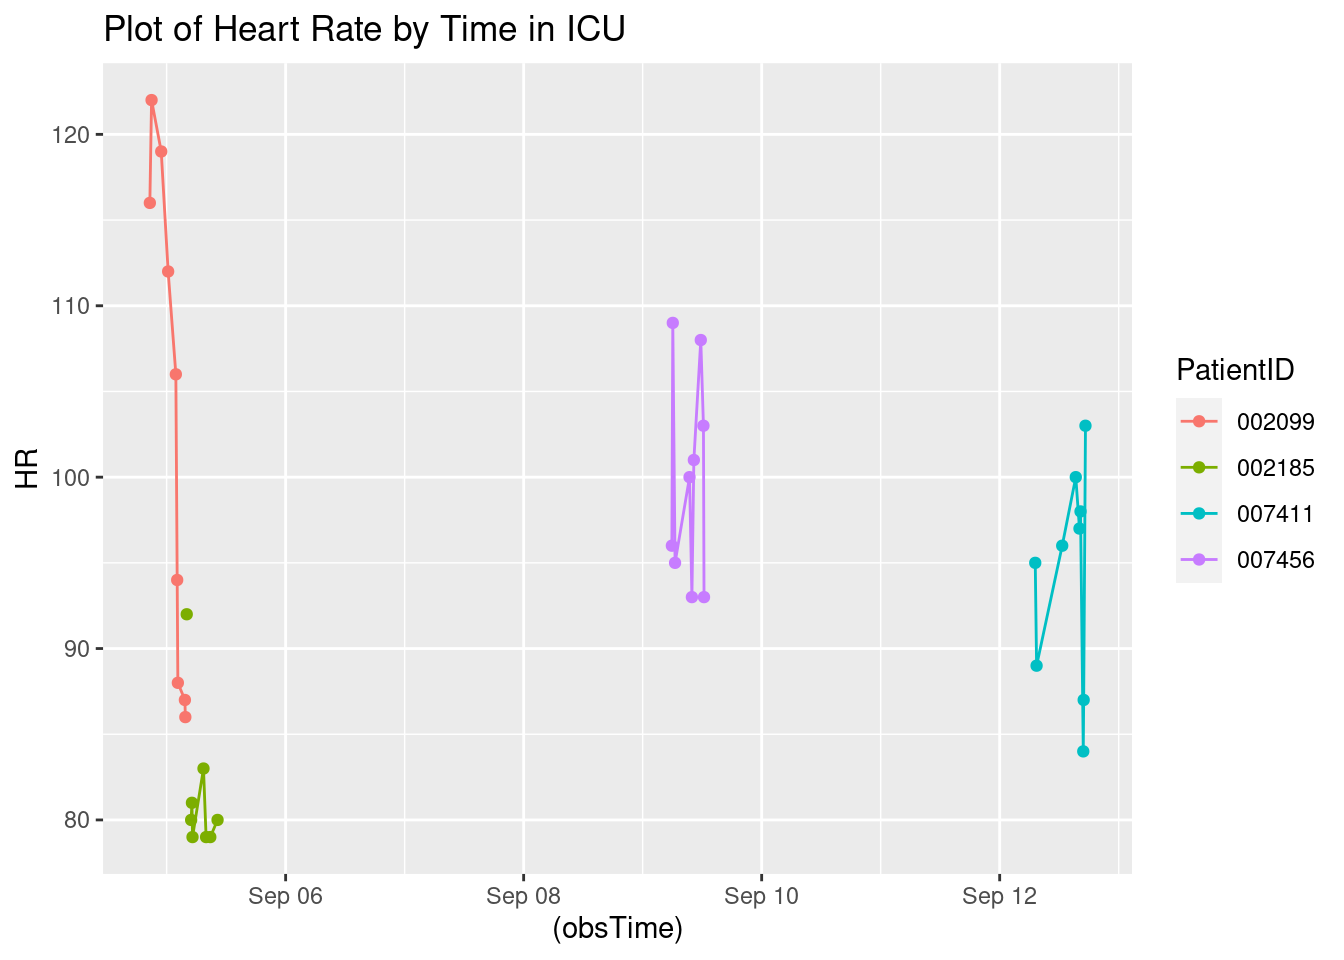 Plot of Heart Rate by Time in ICU
120
110
100
90
80
HR
Sep 06 Sep 08 Sep 10 Sep 12
(obsTime)
PatientID
002099
002185
007411
007456